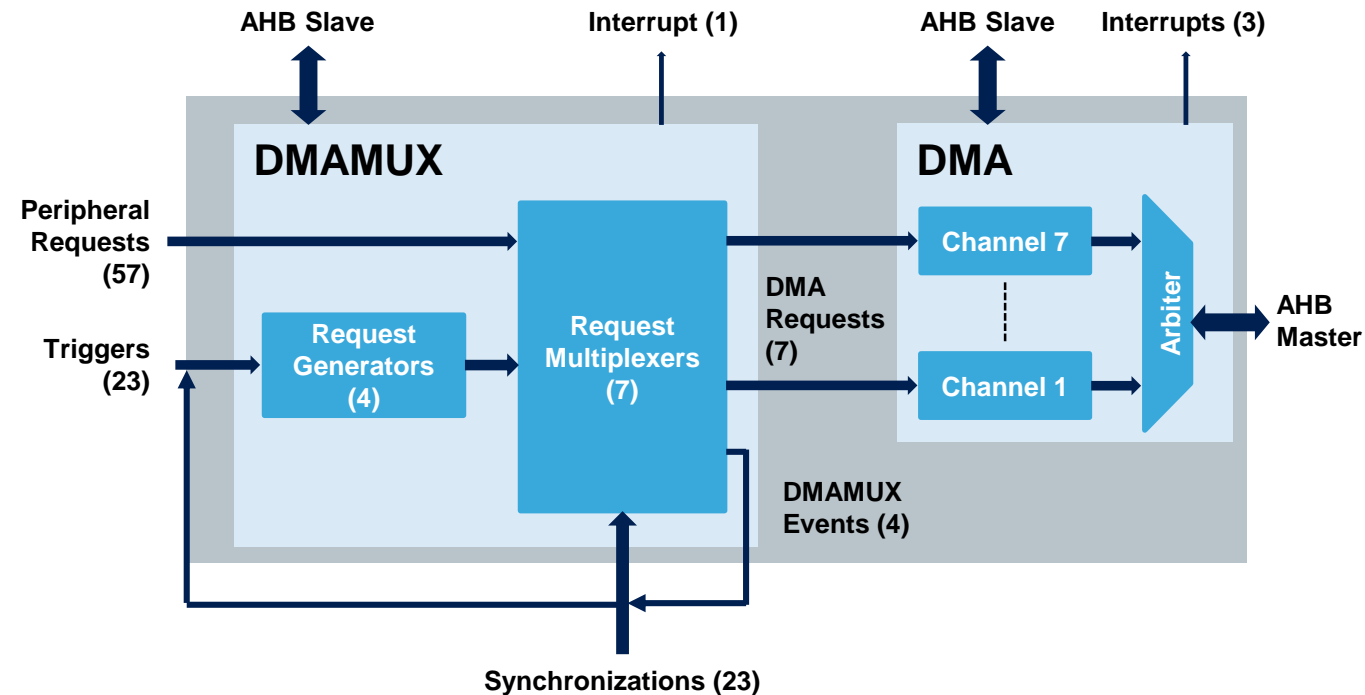 AHB Slave
Interrupt (1)
AHB Slave
Interrupts (3)
DMAMUX
DMA
Peripheral
Requests
(57)
Channel 7
Triggers
(23)
Request
Generators
(4)
Request
Multiplexers
(7)
DMA
Requests
(7)
Channel 1
Arbiter
AHB
Master
DMAMUX
Events (4)
Synchronizations (23)